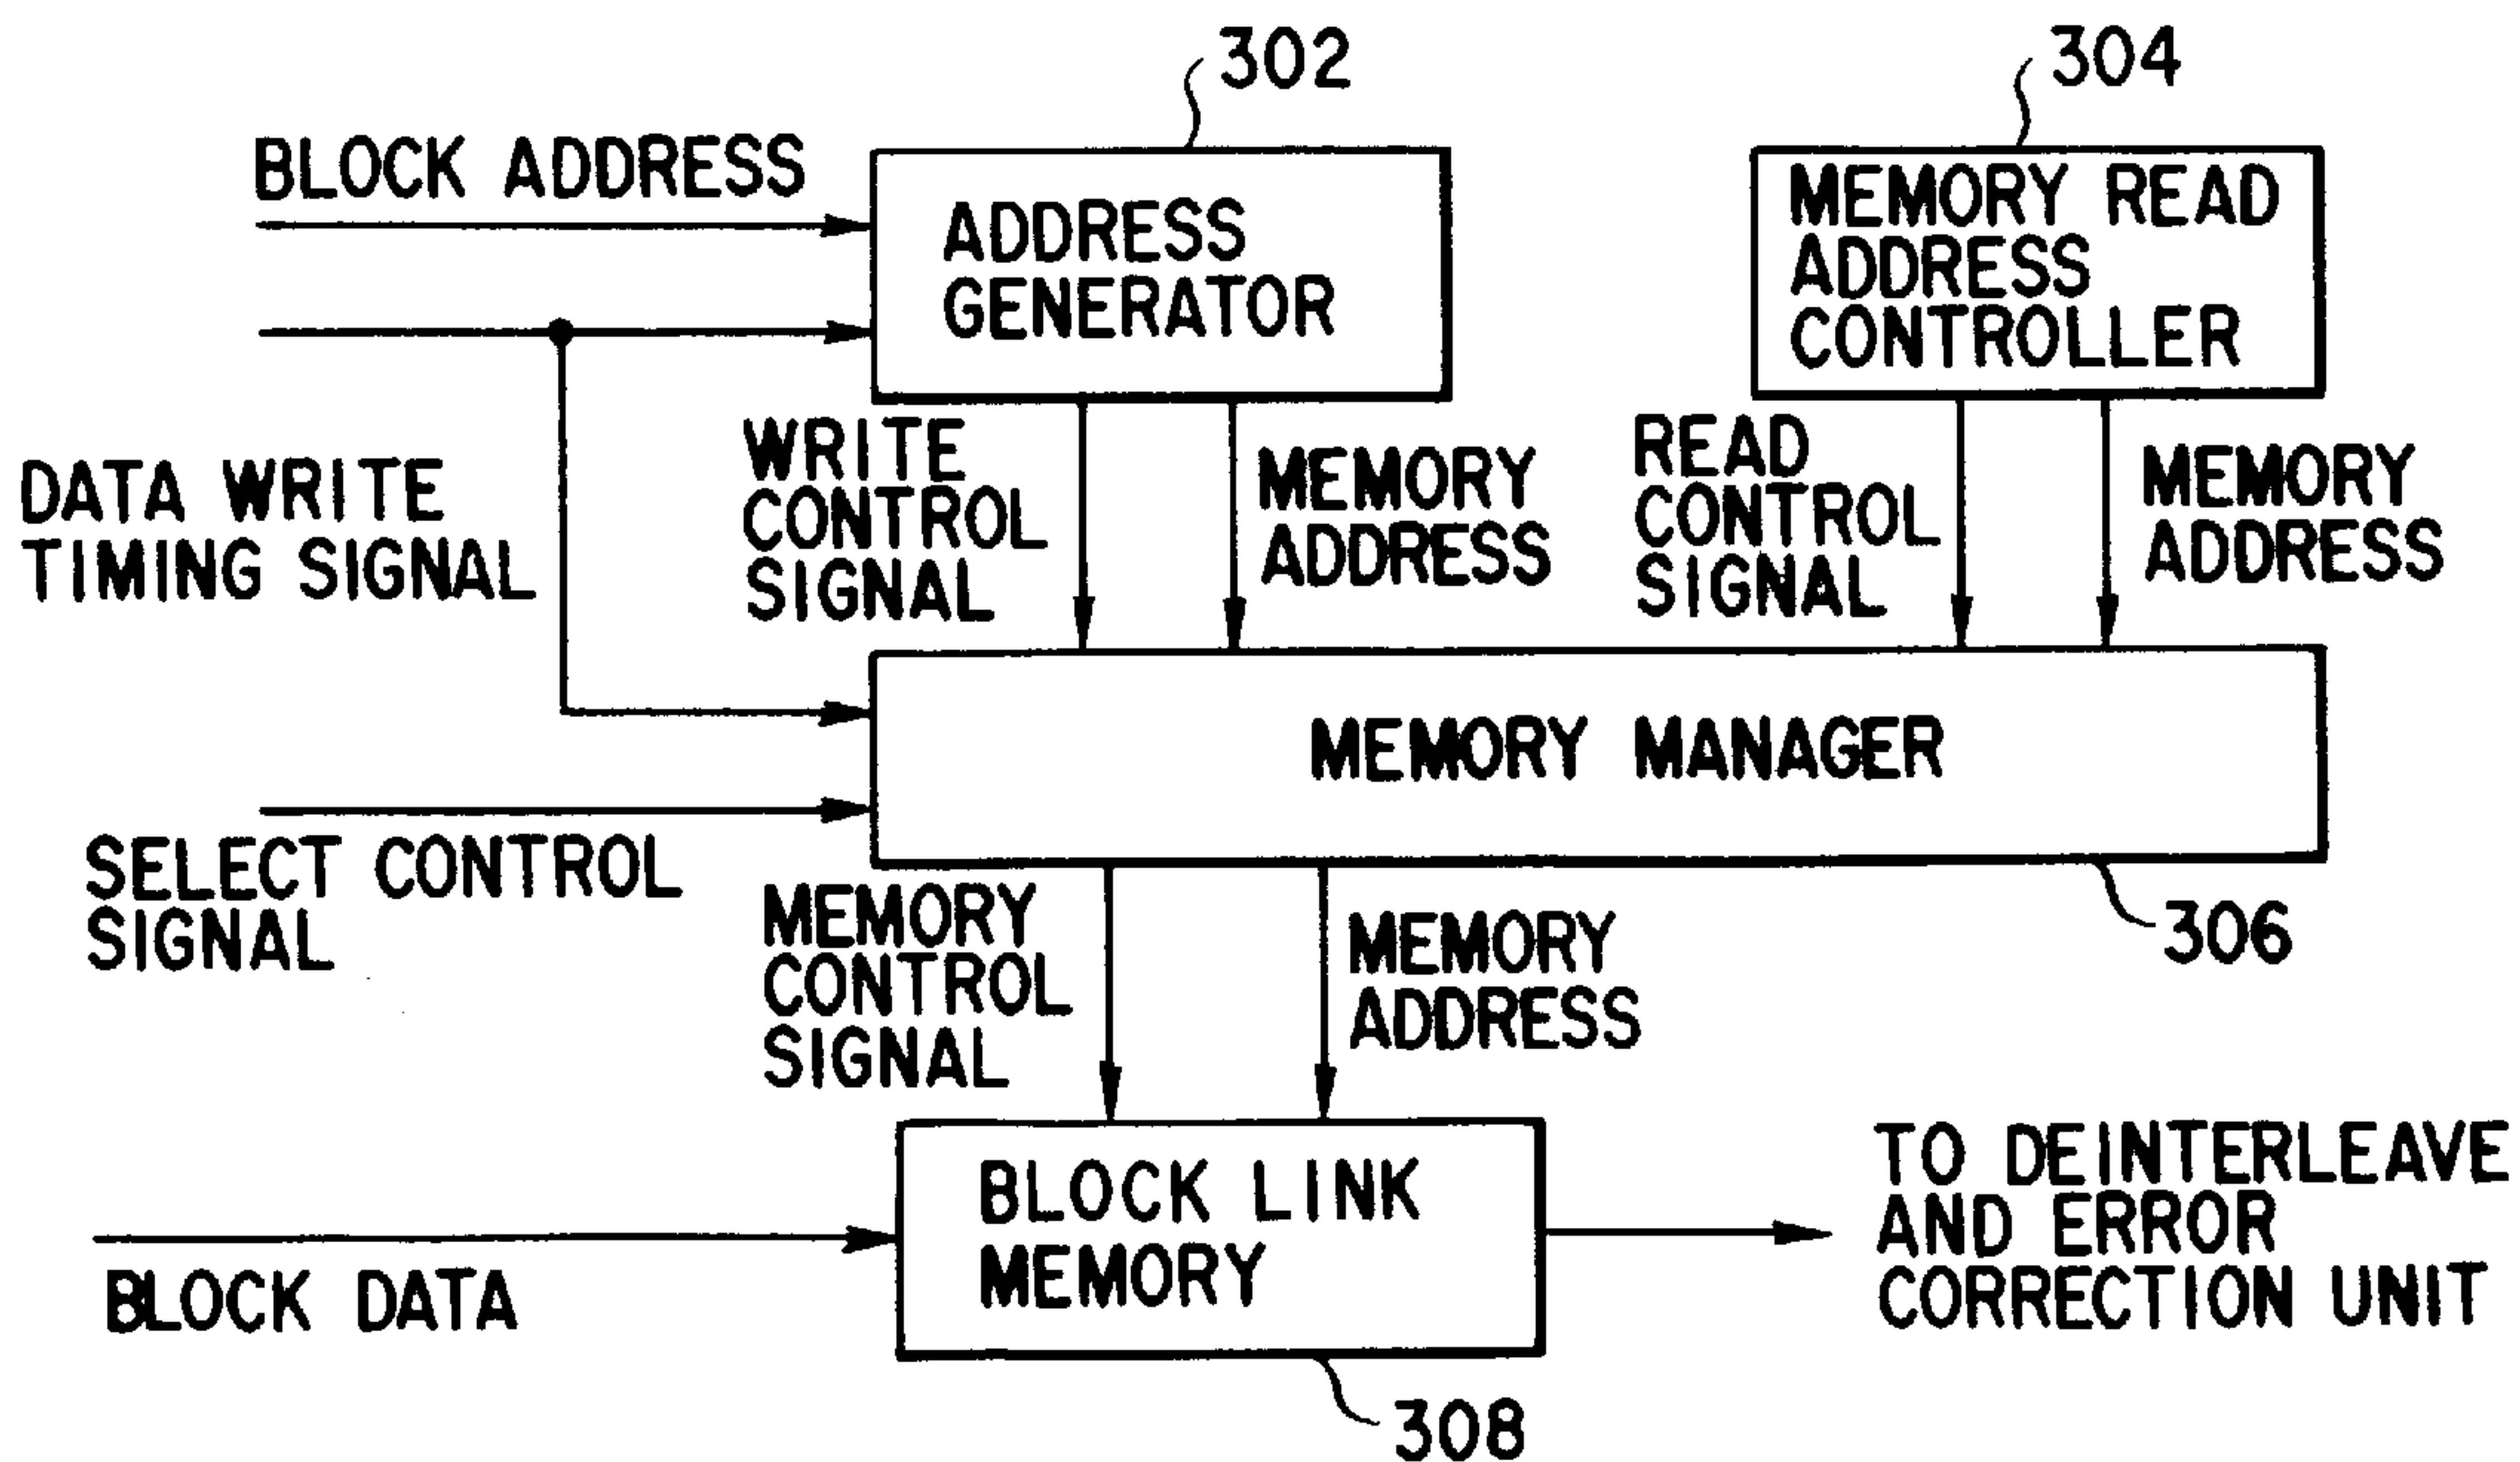 302
304
BLOCK ADDRESS
ADDRESS
GENERATOR
MEMORY READ
ADDRESS
CONTROLLER
DATA WRITE
TIMING SIGNAL
WRITE
CONTROL
SIGNAL
MEMORY
ADDRESS
READ
CONTROL
SIGNAL
MEMORY
ADDRESS
MEMORY MANAGER
306
SELECT CONTROL
SIGNAL
MEMORY
CONTROL
SIGNAL
MEMORY
ADDRESS
BLOCK DATA
BLOCK LINK
MEMORY
308
TO DEINTERLEAVE
AND ERROR
CORRECTION UNIT